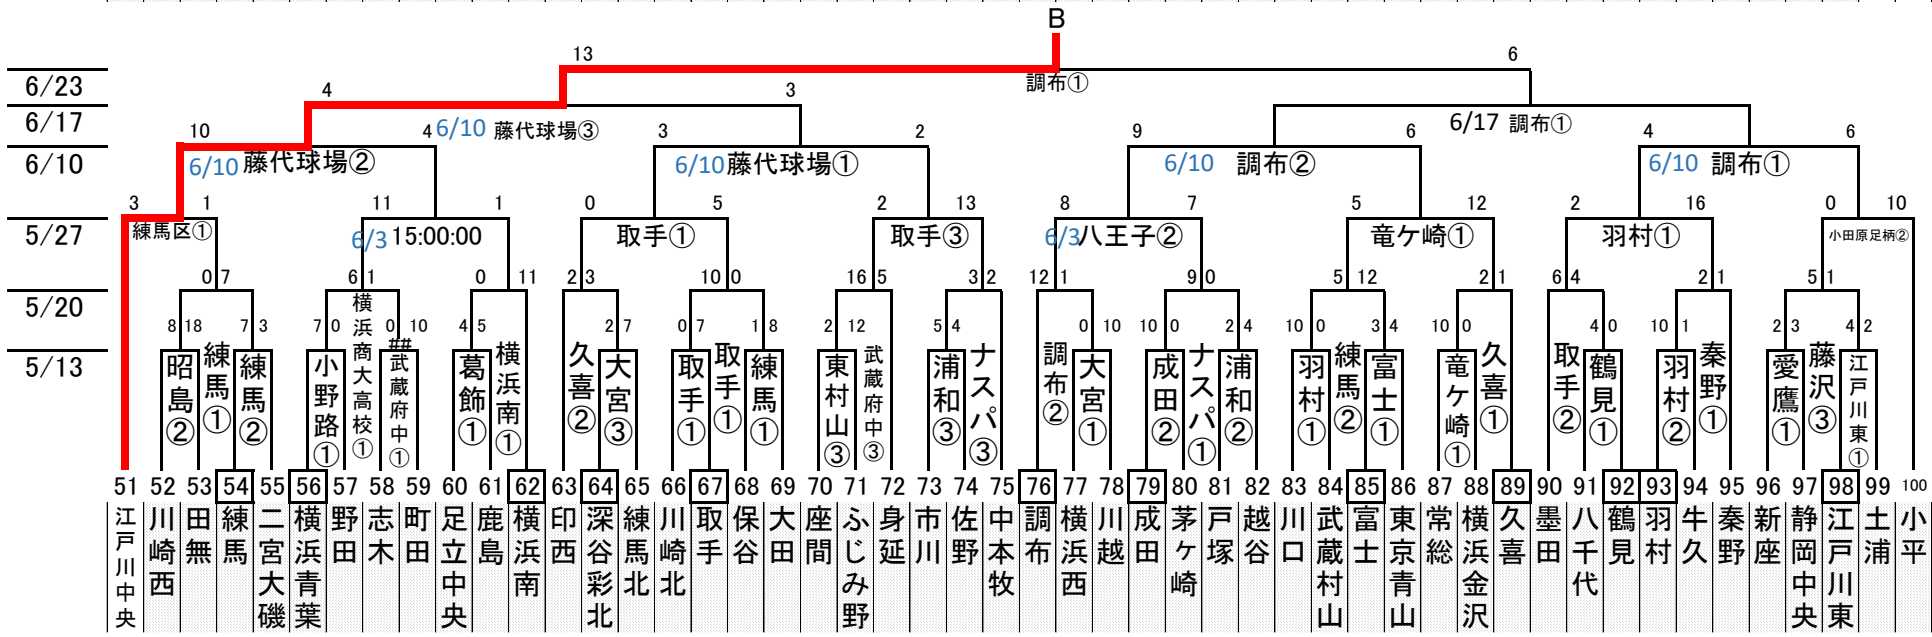 B
13 6
6/23 調布①
4 3
6/17 6/10 藤代球場③ 6/17 調布①
10 4 3 2 9 6 4 6
6/10 6/10 藤代球場② 6/10 藤代球場① 6/10 調布② 6/10 調布①
3 1 11 1 0 5 2 13 8 7 5 12 2 16 0 10
5/27 練馬区① 6/3 15:00:00 取手① 取手③ 6/3 八王子② 竜ケ崎① 羽村① 小田原足柄②
0 7 6 1 0 11 2 3 10 0 16 5 3 2 12 1 9 0 5 12 2 1 6 4 2 1 5 1
5/20
8 18 7 3 7 0 0 10 4 5 2 7 0 7 1 8 2 12 5 4 0 10 10 0 2 4 10 0 3 4 10 0 4 0 10 1 2 3 4 2
##
5/13
昭島②
練馬①
練馬②
小野路①
横浜商大高校①
武蔵府中①
葛飾①
横浜南①
久喜②
大宮③
取手①
取手①
練馬①
東村山③
武蔵府中③
浦和③
ナスパ③
調布②
大宮①
成田②
ナスパ①
浦和②
羽村①
練馬②
富士①
竜ケ崎①
久喜①
取手②
鶴見①
羽村②
秦野①
愛鷹①
藤沢③
江戸川東①
51 52 53 54 55 56 57 58 59 60 61 62 63 64 65 66 67 68 69 70 71 72 73 74 75 76 77 78 79 80 81 82 83 84 85 86 87 88 89 90 91 92 93 94 95 96 97 98 99 100
江戸川中央
川崎西
田無
練馬
二宮大磯
横浜青葉
野田
志木
町田
足立中央
鹿島
横浜南
印西
深谷彩北
練馬北
川崎北
取手
保谷
大田
座間
ふじみ野
身延
市川
佐野
中本牧
調布
横浜西
川越
成田
茅ケ崎
戸塚
越谷
川口
武蔵村山
富士
東京青山
常総
横浜金沢
久喜
墨田
八千代
鶴見
羽村
牛久
秦野
新座
静岡中央
江戸川東
土浦
小平